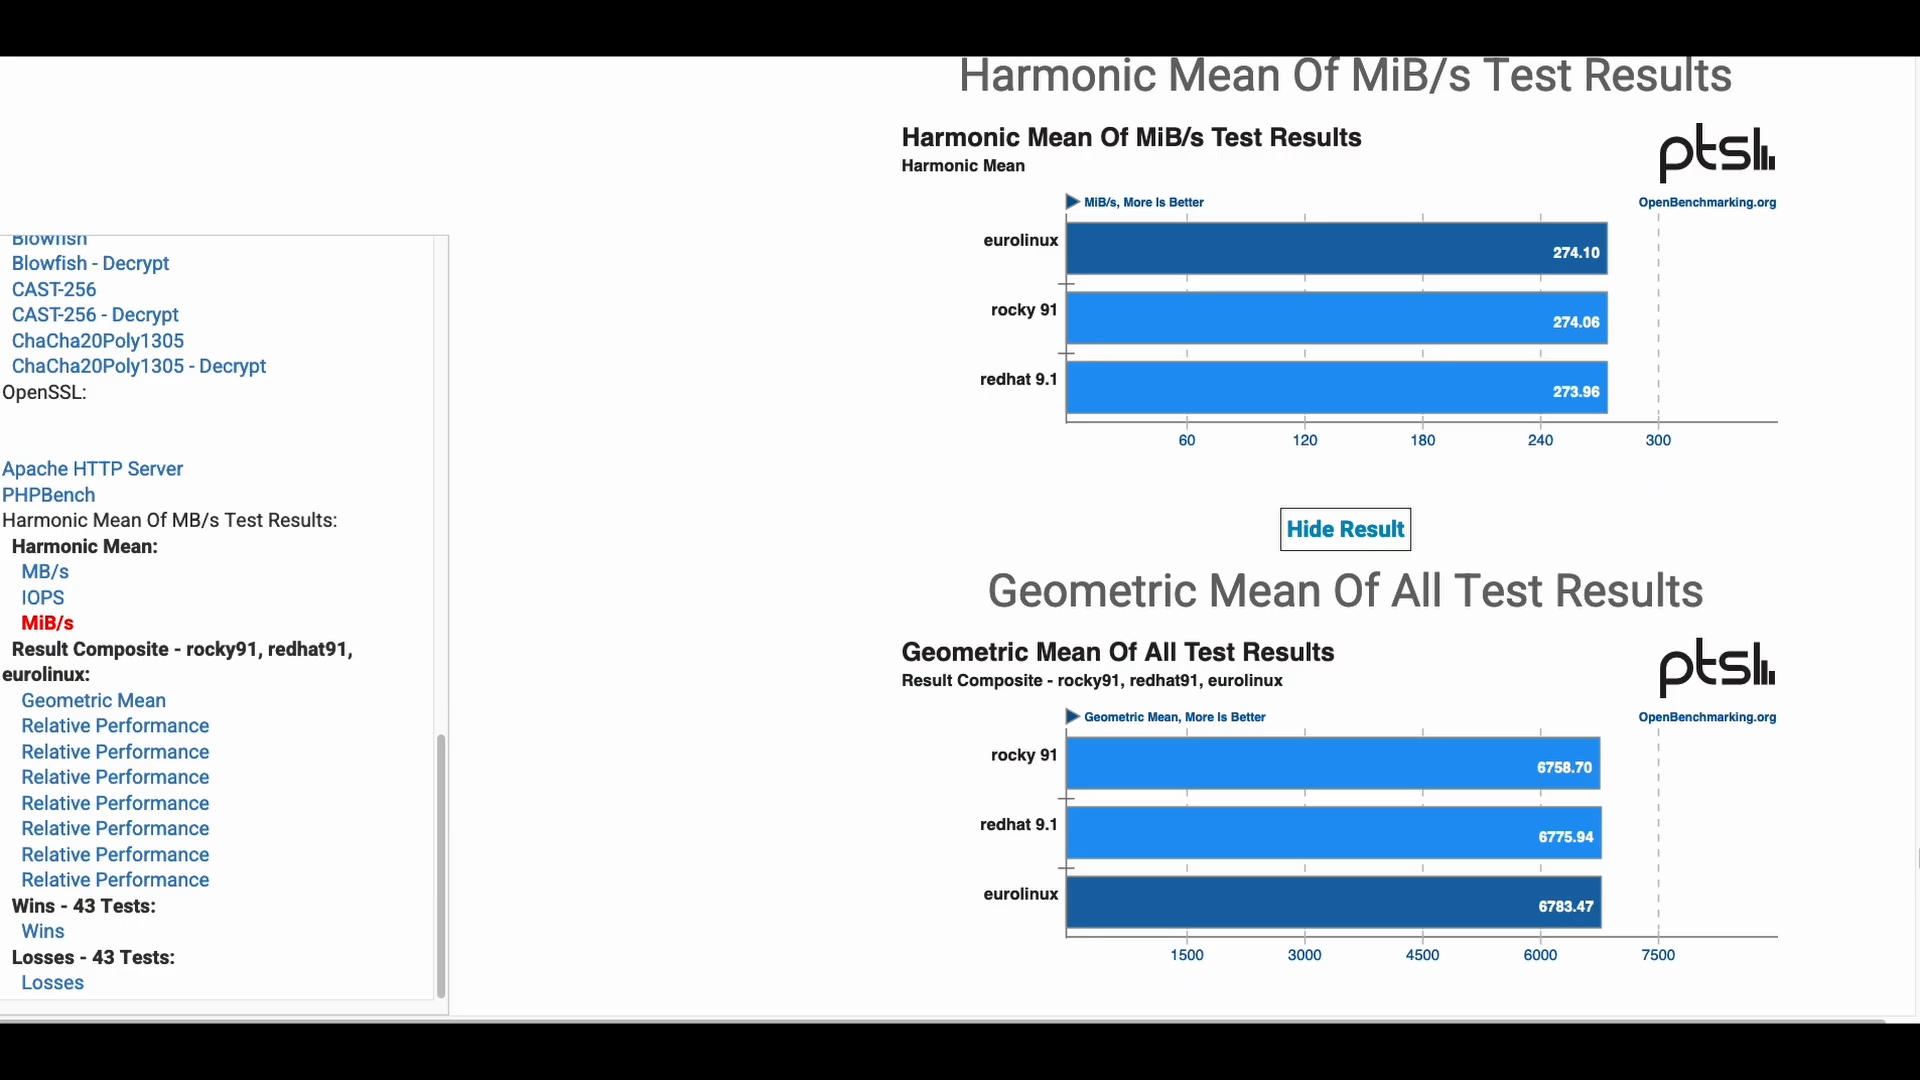 Blowfish
Blowfish - Decrypt
CAST-256
CAST-256 - Decrypt
ChaCha20Poly1305
ChaCha20Poly1305 - Decrypt
OpenSSL:
Apache HTTP Server
PHPBench
Harmonic Mean Of MB/s Test Results:
Harmonic Mean:
MB/s
IOPS
MiB/s
Result Composite - rocky91, redhat91,
eurolinux:
Geometric Mean
Relative Performance
Relative Performance
Relative Performance
Relative Performance
Relative Performance
Relative Performance
Relative Performance
Wins - 43 Tests:
Wins
Losses - 43 Tests:
Losses
Harmonic Mean Of MiB/s Test Results
Harmonic Mean Of MiB/s Test Results
Harmonic Mean
pts
MiB/s, More Is Better
OpenBenchmarking.org
eurolinux
274.10
rocky 91
274.06
redhat 9.1
273.96
60 120 180 240 300
Hide Result
Geometric Mean Of All Test Results
Geometric Mean Of All Test Results
Result Composite - rocky91, redhat91, eurolinux
pts
Geometric Mean, More Is Better
OpenBenchmarking.org
rocky 91
6758.70
redhat 9.1
6775.94
eurolinux
6783.47
1500 3000 4500 6000 7500